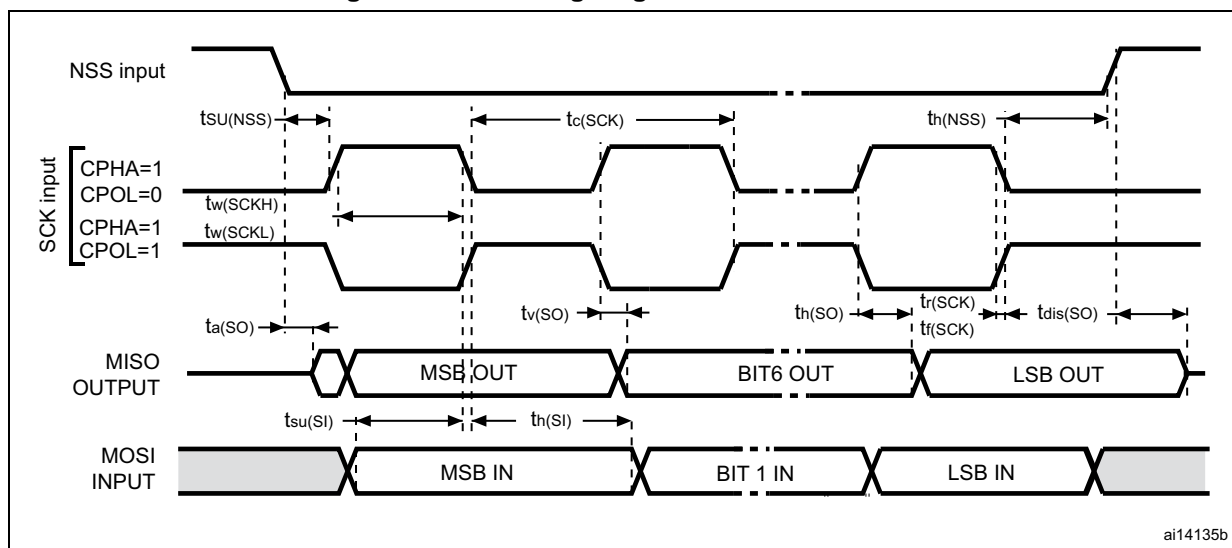 NSS input
tSU(NSS)
tc(SCK)
th(NSS)
SCK input
CPHA=1
CPOL=0
tw(SCKH)
CPHA=1
tw(SCKL)
CPOL=1
ta(SO)
tv(SO)
th(SO)
tr(SCK)
tf(SCK)
tdis(SO)
MISO
OUTPUT
MSB OUT
BIT6 OUT
LSB OUT
tsu(SI)
th(SI)
MOSI
INPUT
MSB IN
BIT 1 IN
LSB IN
ai14135b